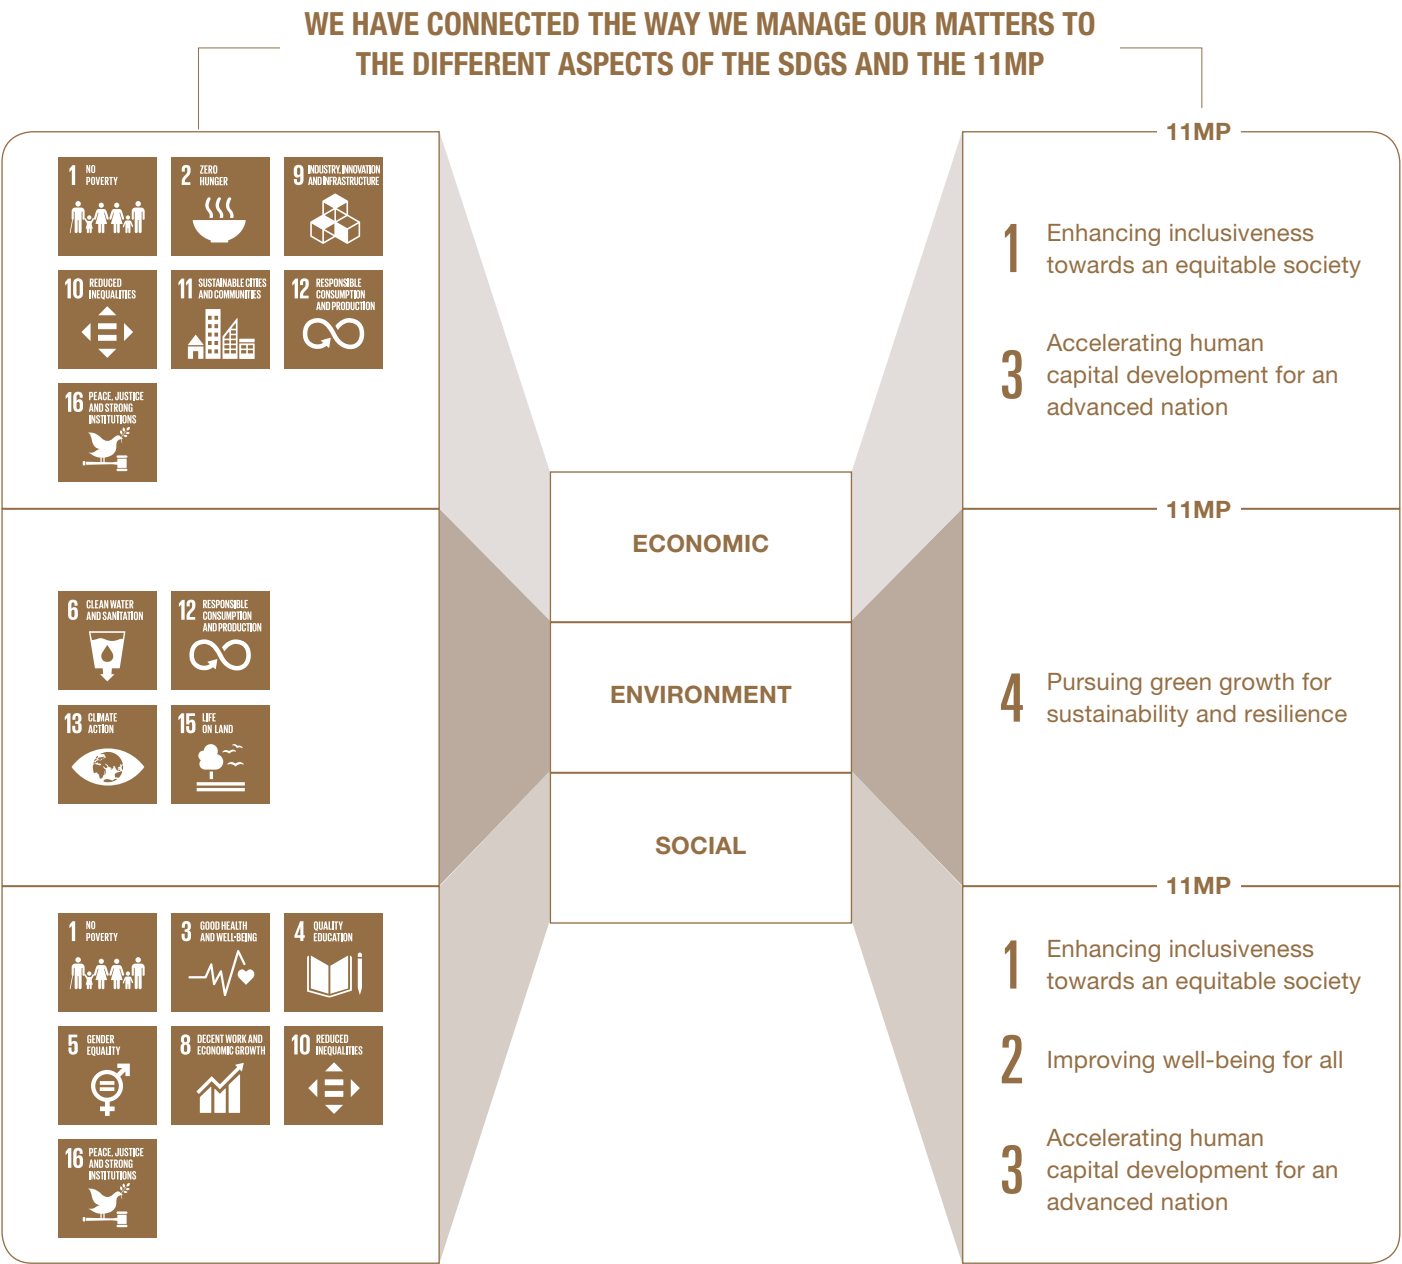 WE HAVE CONNECTED THE WAY WE MANAGE OUR MATTERS TO
THE DIFFERENT ASPECTS OF THE SDGS AND THE 11MP
1 NO
POVERTY
2 ZERO
HUNGER
9 INDUSTRY, INNOVATION
AND INFRASTRUCTURE
10 REDUCED
INEQUALITIES
11 SUSTAINABLE CITIES
AND COMMUNITIES
12 RESPONSIBLE
CONSUMPTION
AND PRODUCTION
16 PEACE, JUSTICE
AND STRONG
INSTITUTIONS
6 CLEAN WATER
AND SANITATION
12 RESPONSIBLE
CONSUMPTION
AND PRODUCTION
13 CLIMATE
ACTION
15 LIFE
ON LAND
1 NO
POVERTY
3 GOOD HEALTH
AND WELL-BEING
4 QUALITY
EDUCATION
5 GENDER
EQUALITY
8 DECENT WORK AND
ECONOMIC GROWTH
10 REDUCED
INEQUALITIES
16 PEACE, JUSTICE
AND STRONG
INSTITUTIONS
ECONOMIC
ENVIRONMENT
SOCIAL
11MP
1 Enhancing inclusiveness
towards an equitable society
3 Accelerating human
capital development for an
advanced nation
11MP
4 Pursuing green growth for
sustainability and resilience
11MP
1 Enhancing inclusiveness
towards an equitable society
2 Improving well-being for all
3 Accelerating human
capital development for an
advanced nation